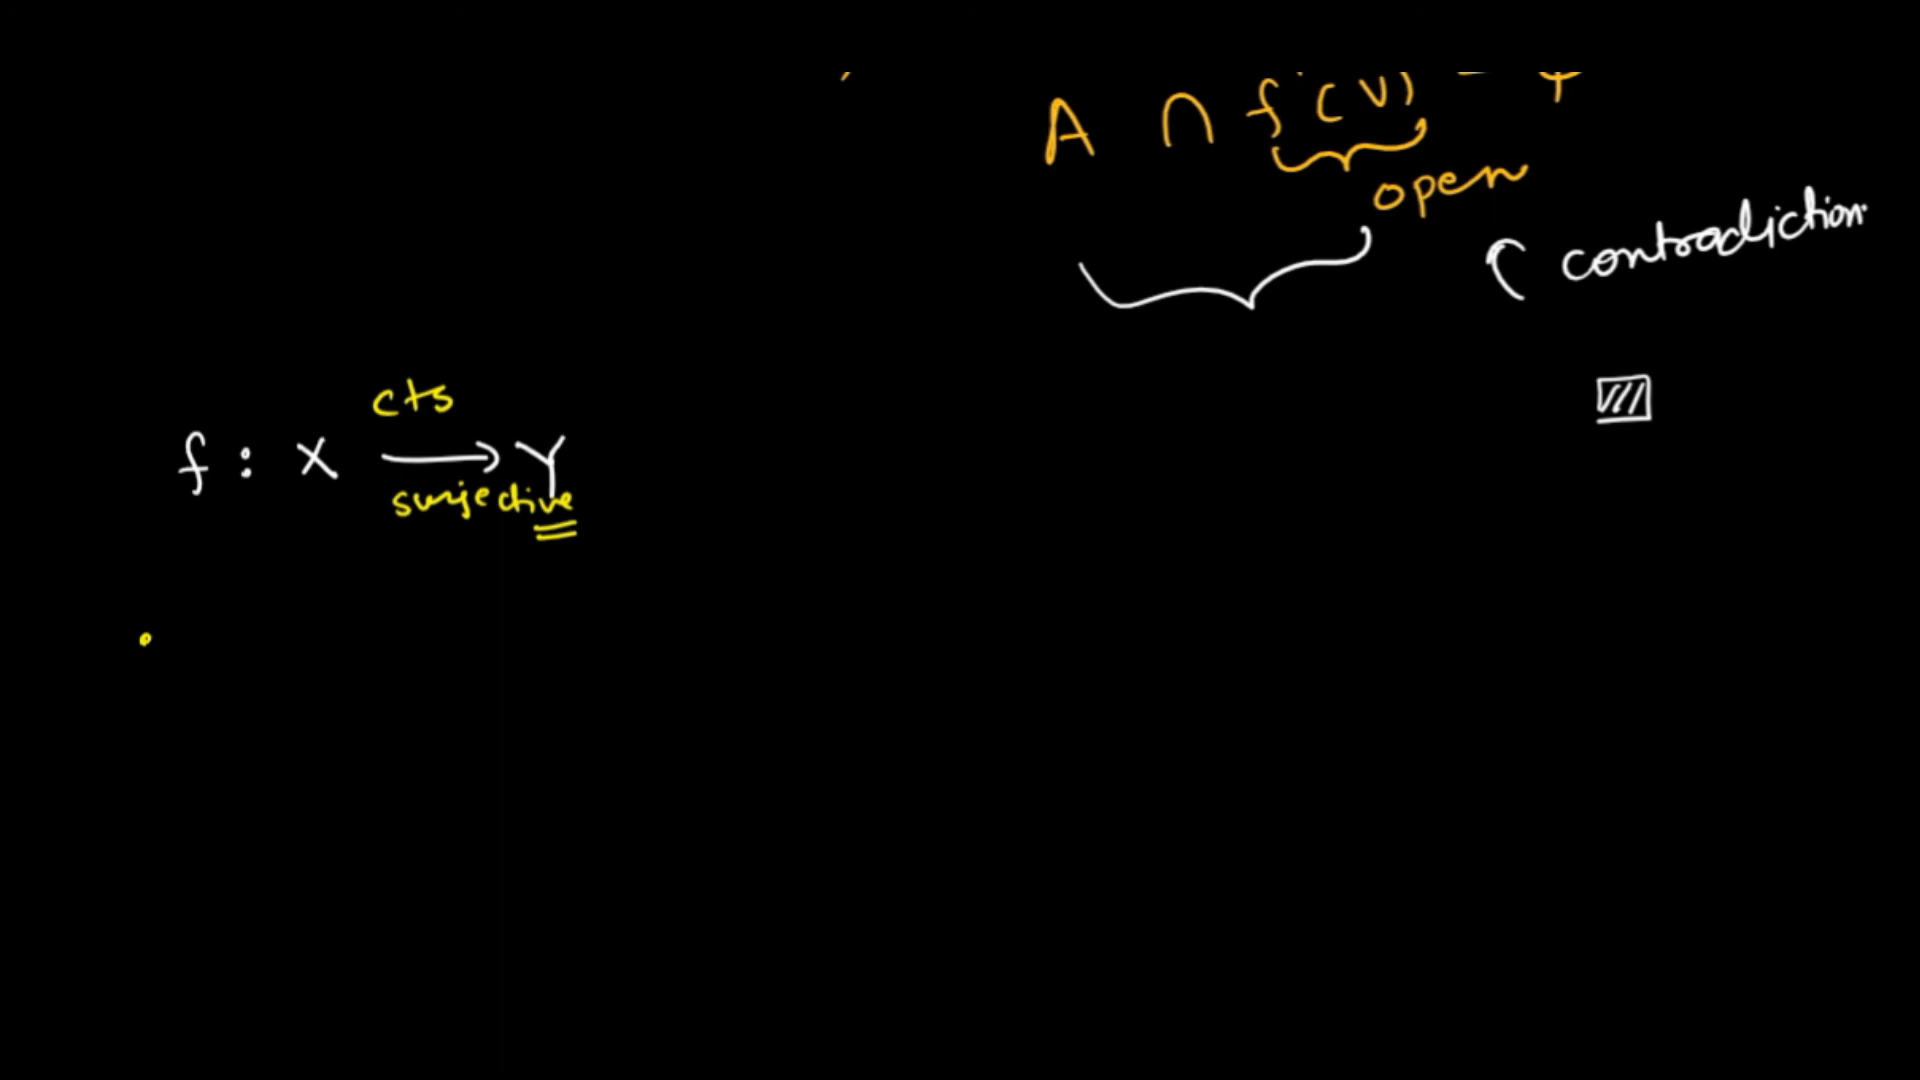 A ∩ f (V) = φ
open
( contradiction.
cts
f : X → Y
surjective